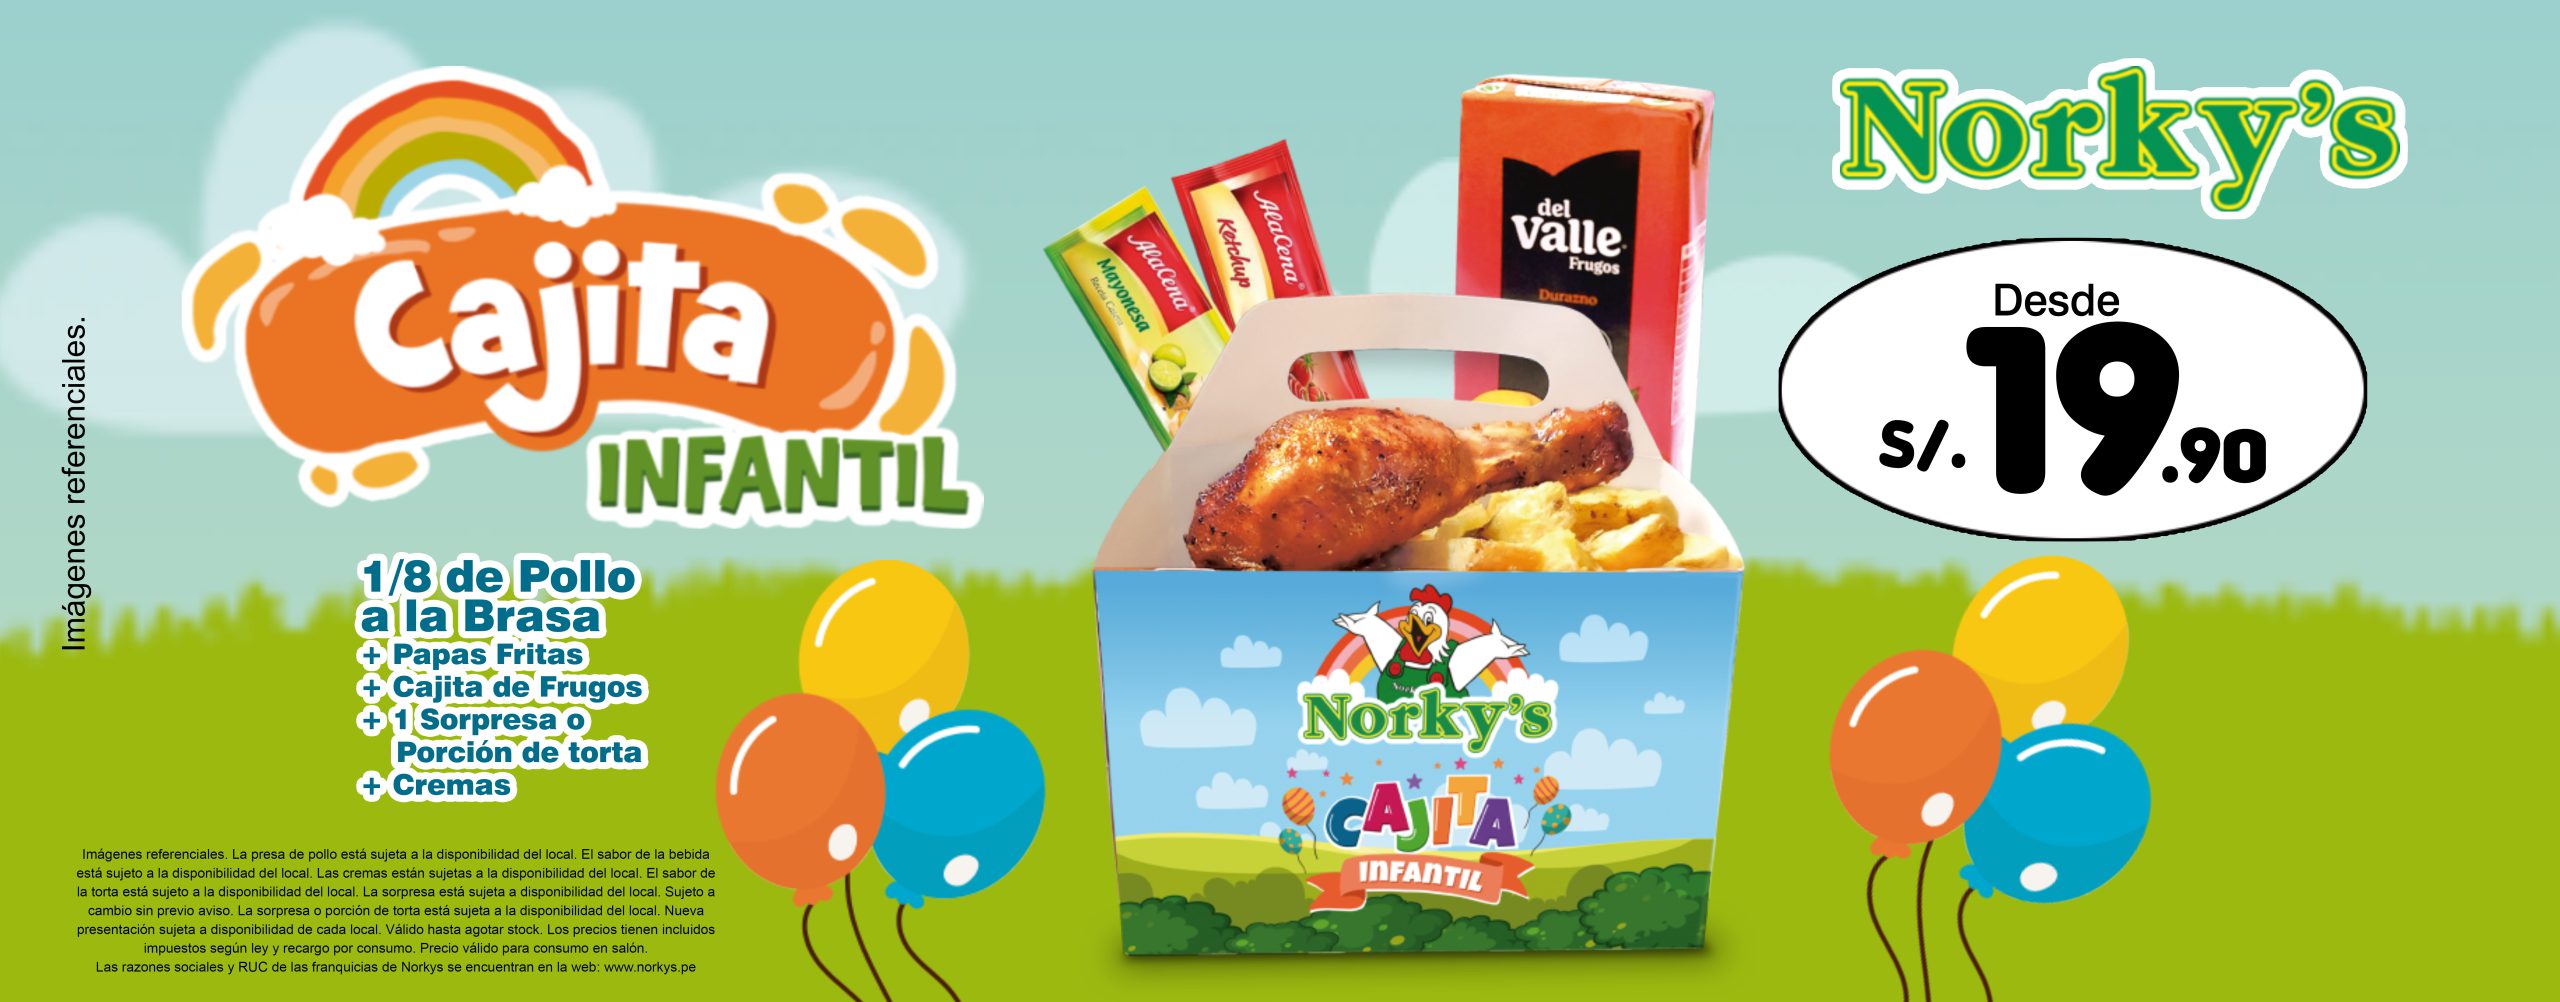 Imágenes referenciales.
Cajita
INFANTIL
1/8 de Pollo
a la Brasa
+ Papas Fritas
+ Cajita de Frugos
+ 1 Sorpresa o
Porción de torta
+ Cremas
Imágenes referenciales. La presa de pollo está sujeta a la disponibilidad del local. El sabor de la bebida
está sujeto a la disponibilidad del local. Las cremas están sujetas a la disponibilidad del local. El sabor de
la torta está sujeto a la disponibilidad del local. La sorpresa está sujeta a disponibilidad del local. Sujeto a
cambio sin previo aviso. La sorpresa o porción de torta está sujeta a la disponibilidad del local. Nueva
presentación sujeta a disponibilidad de cada local. Válido hasta agotar stock. Los precios tienen incluidos
impuestos según ley y recargo por consumo. Precio válido para consumo en salón.
Las razones sociales y RUC de las franquicias de Norkys se encuentran en la web: www.norkys.pe
AlaCena
Mayonesa
Receta Casera
AlaCena
Ketchup
del
Valle
Frugos
Durazno
Norky's
CAJITA
INFANTIL
Norky's
Desde
S/.19.90